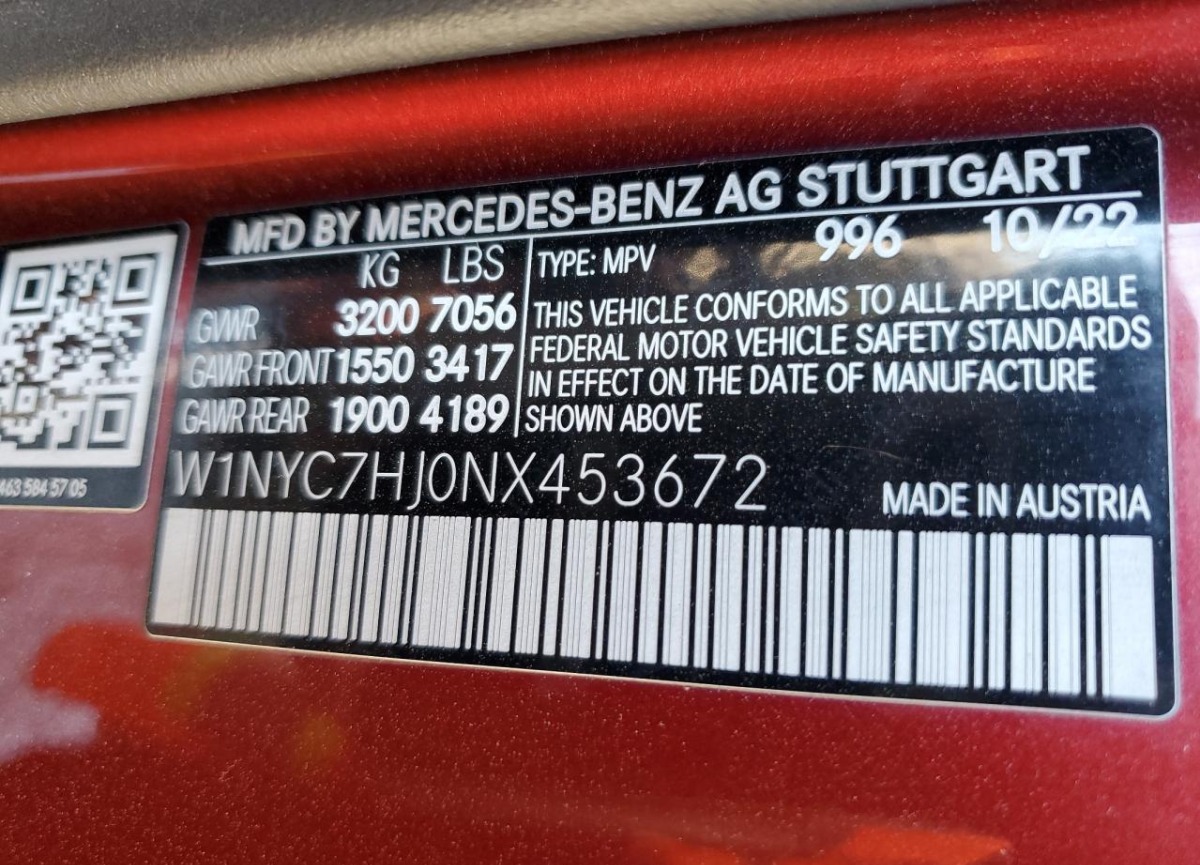 MFD BY MERCEDES-BENZ AG STUTTGART
KG LBS
GVWR 3200 7056
GAWR FRONT 1550 3417
GAWR REAR 1900 4189
TYPE: MPV 996 10/22
THIS VEHICLE CONFORMS TO ALL APPLICABLE
FEDERAL MOTOR VEHICLE SAFETY STANDARDS
IN EFFECT ON THE DATE OF MANUFACTURE
SHOWN ABOVE
W1NYC7HJ0NX453672
MADE IN AUSTRIA
463 584 57 05